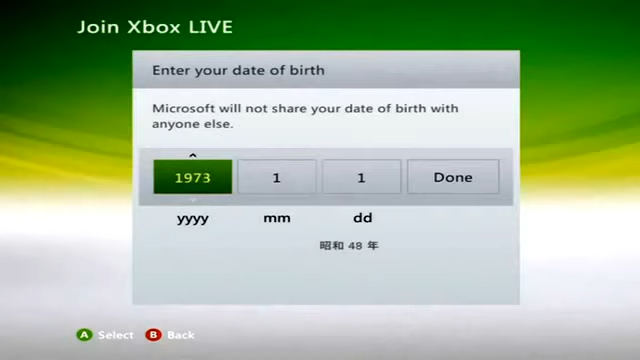 Join Xbox LIVE
Enter your date of birth
Microsoft will not share your date of birth with
anyone else.
1973 1 1 Done
yyyy mm dd
昭和 48 年
A Select B Back